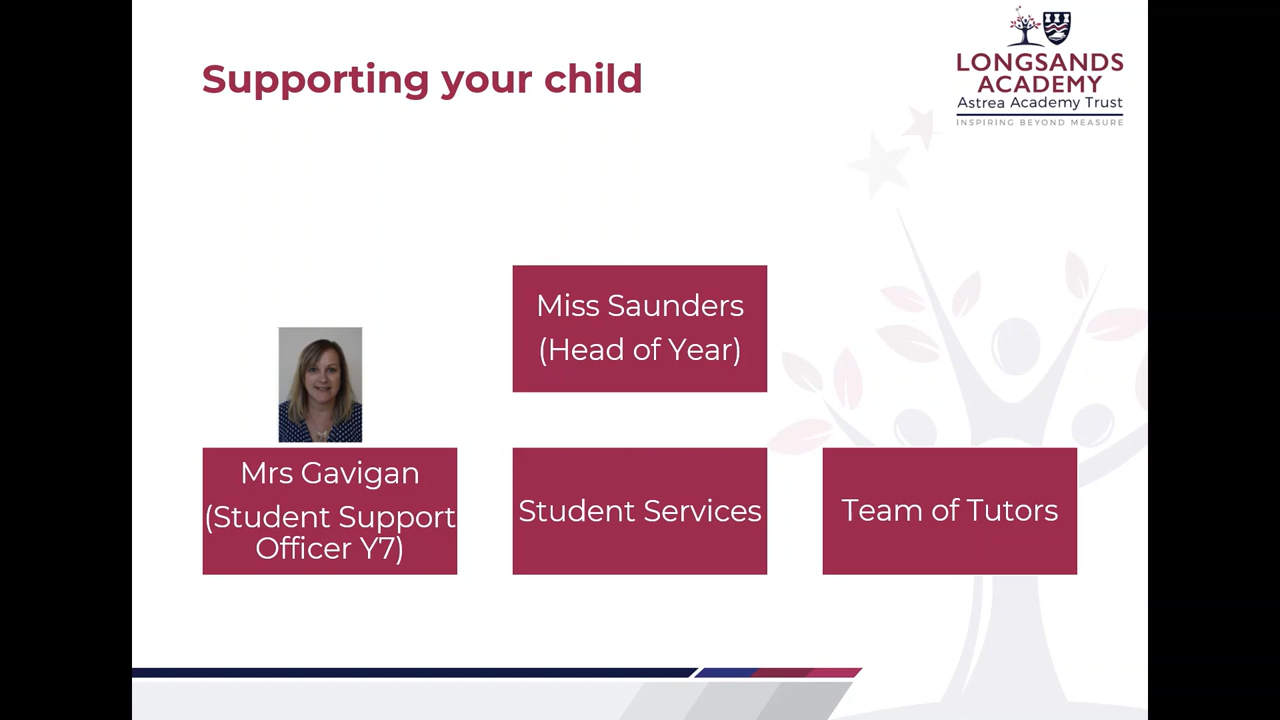 Supporting your child
LONGSANDS
ACADEMY
Astrea Academy Trust
INSPIRING BEYOND MEASURE
Miss Saunders
(Head of Year)
Mrs Gavigan
(Student Support
Officer Y7)
Student Services
Team of Tutors